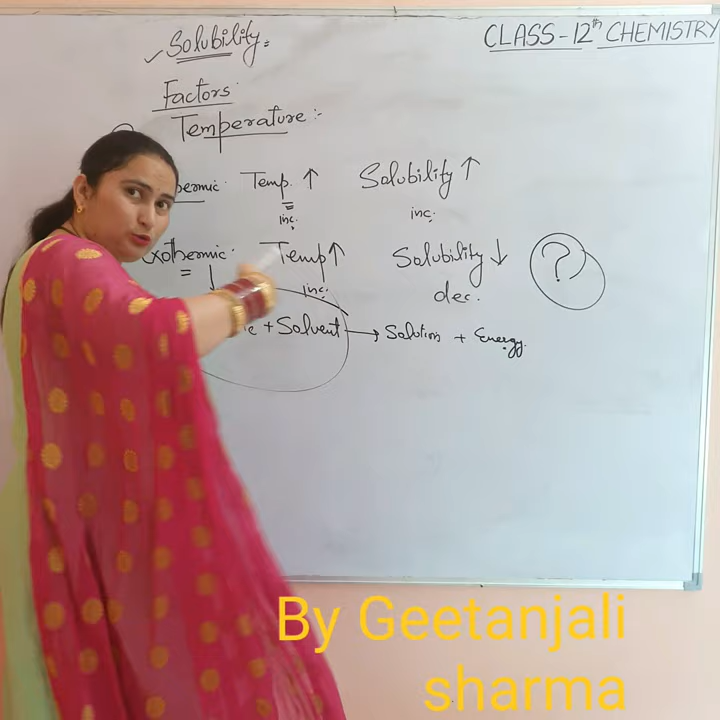 Solubility
CLASS-12th CHEMISTRY
Factors
Temperature:-
Temp. ↑ Solubility ↑
inc. inc.
Temp ↑ Solubility ↓ ?
inc. dec.
+ Solvent → Solution + Energy.
By Geetanjali
sharma